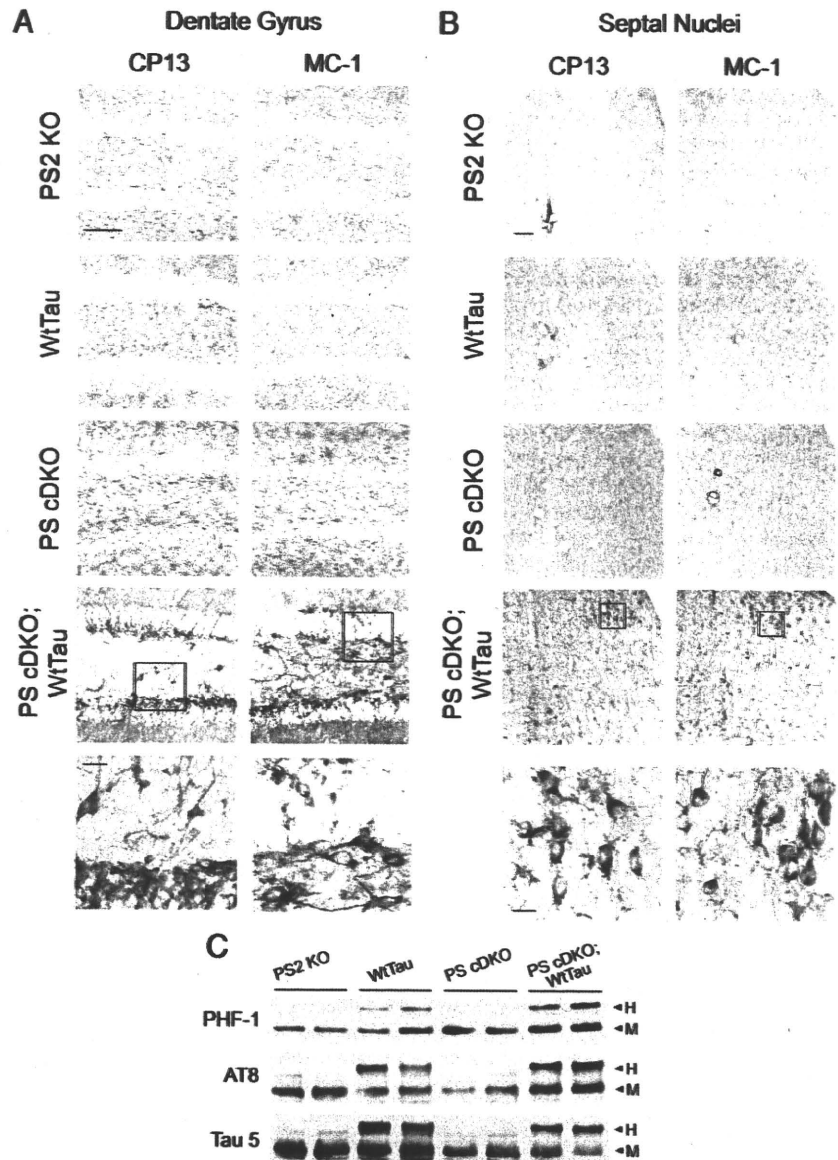 A Dentate Gyrus
CP13 MC-1
PS2 KO
WtTau
PS cDKO
PS cDKO;
WtTau
B Septal Nuclei
CP13 MC-1
PS2 KO
WtTau
PS cDKO
PS cDKO;
WtTau
C
PS2 KO WtTau PS cDKO PS cDKO;
WtTau
PHF-1 ◄H
◄M
AT8 ◄H
◄M
Tau 5 ◄H
◄M